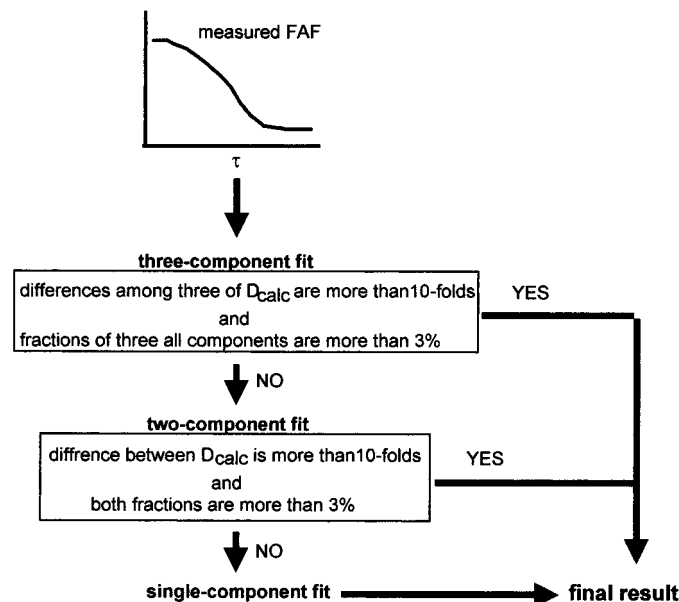 measured FAF
τ
three-component fit
differences among three of Dcalc are more than10-folds
and
fractions of three all components are more than 3%
YES
NO
two-component fit
diffrence between Dcalc is more than10-folds
and
both fractions are more than 3%
YES
NO
single-component fit
final result